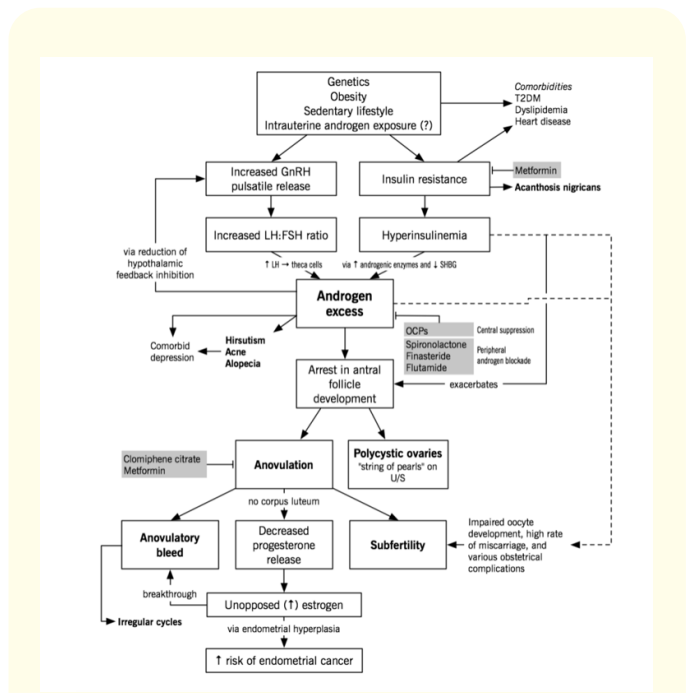 Genetics
Obesity
Sedentary lifestyle
Intrauterine androgen exposure (?)
Comorbidities
T2DM
Dyslipidemia
Heart disease
Increased GnRH
pulsatile release
Insulin resistance
Metformin
Acanthosis nigricans
Increased LH:FSH ratio
Hyperinsulinemia
via reduction of
hypothalamic
feedback inhibition
↑ LH → theca cells
via ↑ androgenic enzymes and ↓ SHBG
Androgen
excess
Comorbid
depression
Hirsutism
Acne
Alopecia
OCPs
Central suppression
Spironolactone
Finasteride
Flutamide
Peripheral
androgen blockade
Arrest in antral
follicle
development
exacerbates
Clomiphene citrate
Metformin
Anovulation
Polycystic ovaries
"string of pearls" on
U/S
no corpus luteum
Anovulatory
bleed
Decreased
progesterone
release
Subfertility
Impaired oocyte
development, high rate
of miscarriage, and
various obstetrical
complications
breakthrough
Unopposed (↑) estrogen
Irregular cycles
via endometrial hyperplasia
↑ risk of endometrial cancer